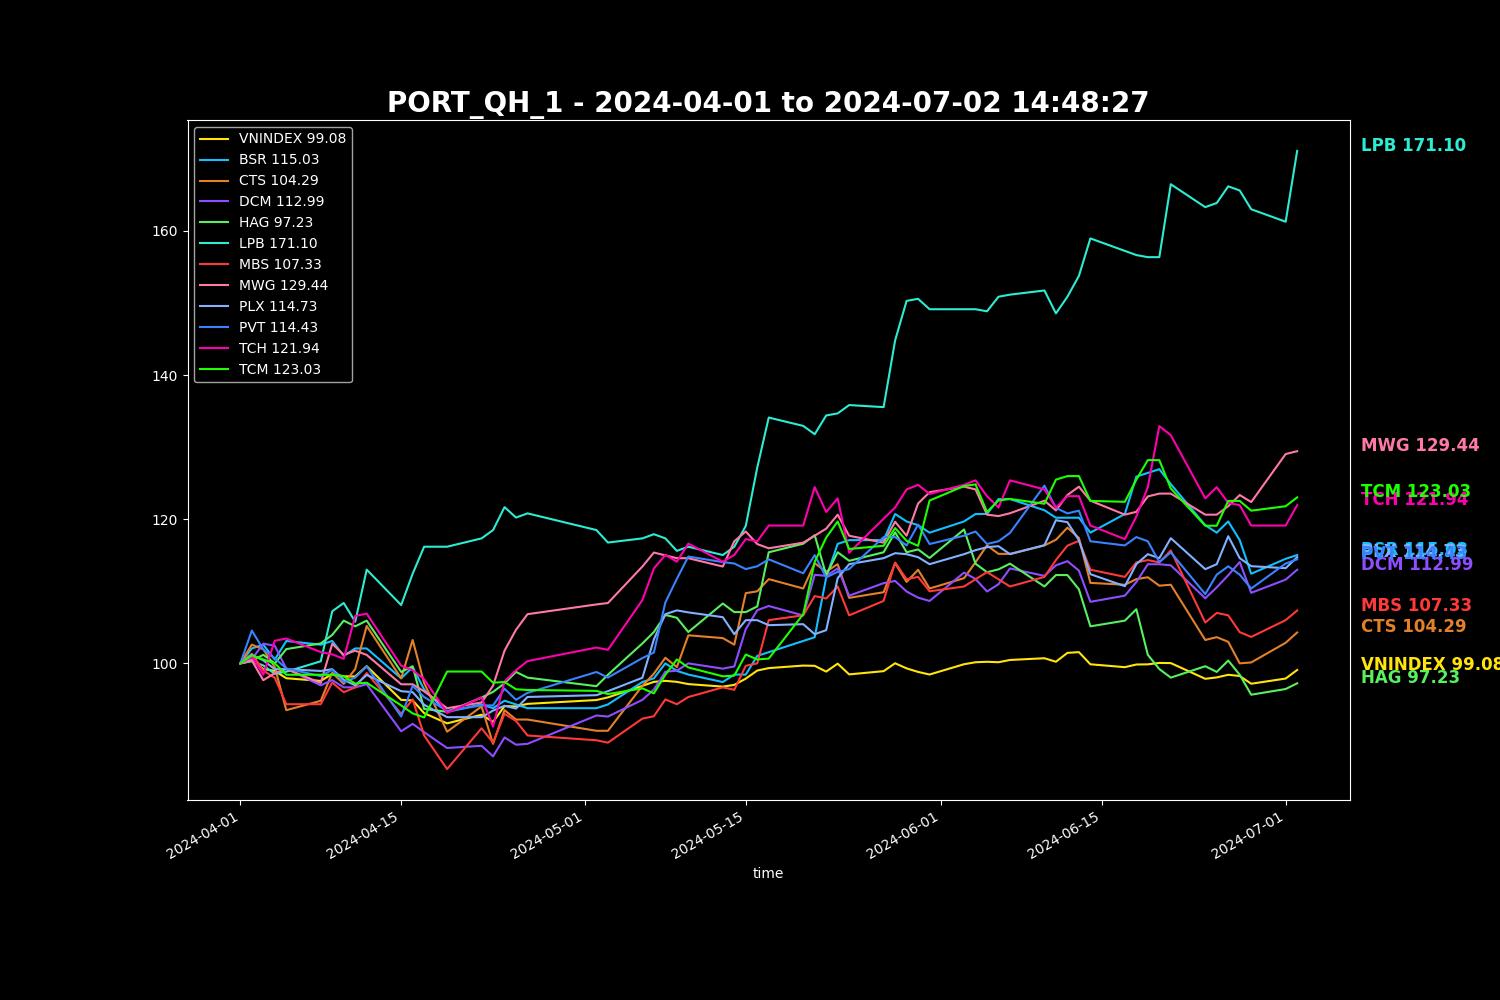 PORT_QH_1 - 2024-04-01 to 2024-07-02 14:48:27
VNINDEX 99.08
BSR 115.03
CTS 104.29
DCM 112.99
HAG 97.23
LPB 171.10
MBS 107.33
MWG 129.44
PLX 114.73
PVT 114.43
TCH 121.94
TCM 123.03
160
140
120
100
LPB 171.10
MWG 129.44
TCM 123.03
TCH 121.94
DCM 112.99
MBS 107.33
CTS 104.29
VNINDEX 99.08
HAG 97.23
2024-04-01
2024-04-15
2024-05-01
2024-05-15
2024-06-01
2024-06-15
2024-07-01
time